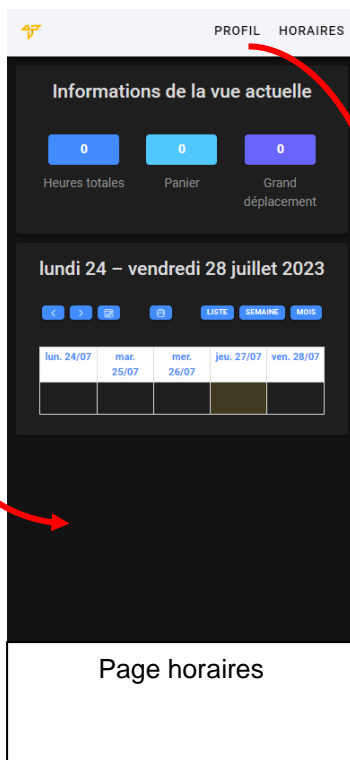 PROFIL HORAIRES
Informations de la vue actuelle
0 0 0
Heures totales Panier Grand
déplacement
lundi 24 – vendredi 28 juillet 2023
LISTE SEMAINE MOIS
lun. 24/07 mar. mer. jeu. 27/07 ven. 28/07
25/07 26/07
Page horaires